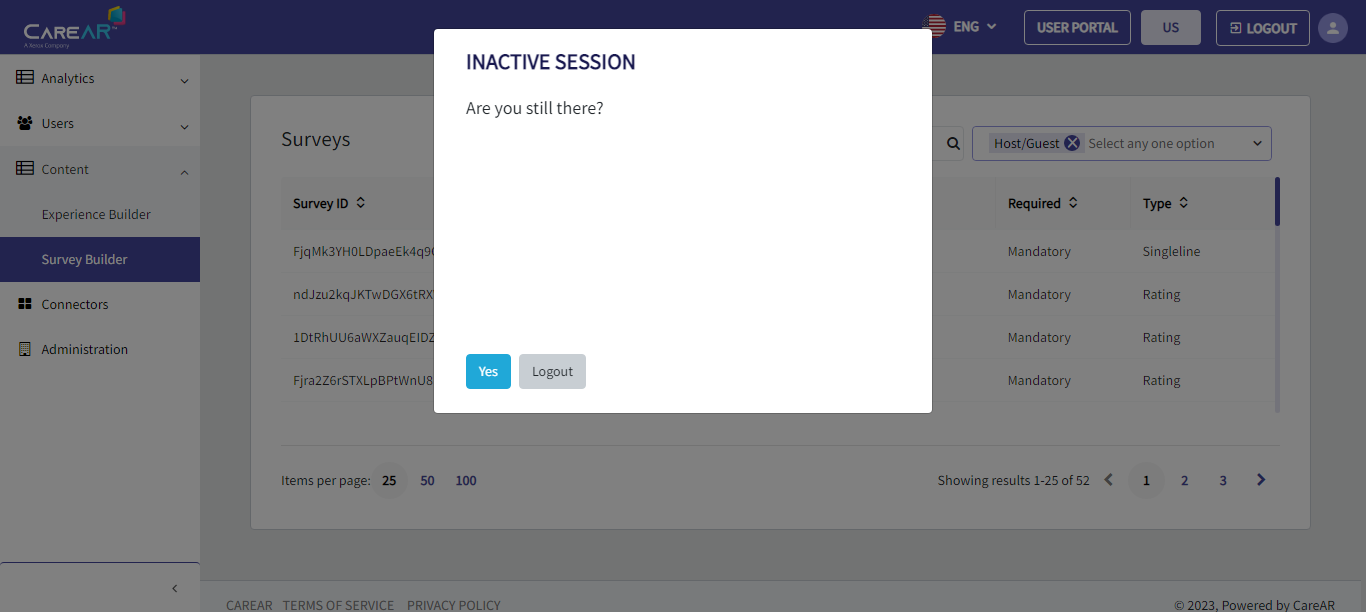 CAREAR™
A Xerox Company
ENG
USER PORTAL
US
LOGOUT
INACTIVE SESSION
Are you still there?
Yes
Logout
Analytics
Users
Content
Experience Builder
Survey Builder
Connectors
Administration
Surveys
Host/Guest
Select any one option
Survey ID
Required
Type
FjqMk3YH0LDpaeEk4q9
Mandatory
Singleline
ndJzu2kqJKTwDGX6tRX
Mandatory
Rating
1DtRhUU6aWXZauqEIDZ
Mandatory
Rating
Fjra2Z6rSTXLpBPtWnU8
Mandatory
Rating
Items per page: 25 50 100
Showing results 1-25 of 52
1 2 3
CAREAR TERMS OF SERVICE PRIVACY POLICY
© 2023, Powered by CareAR